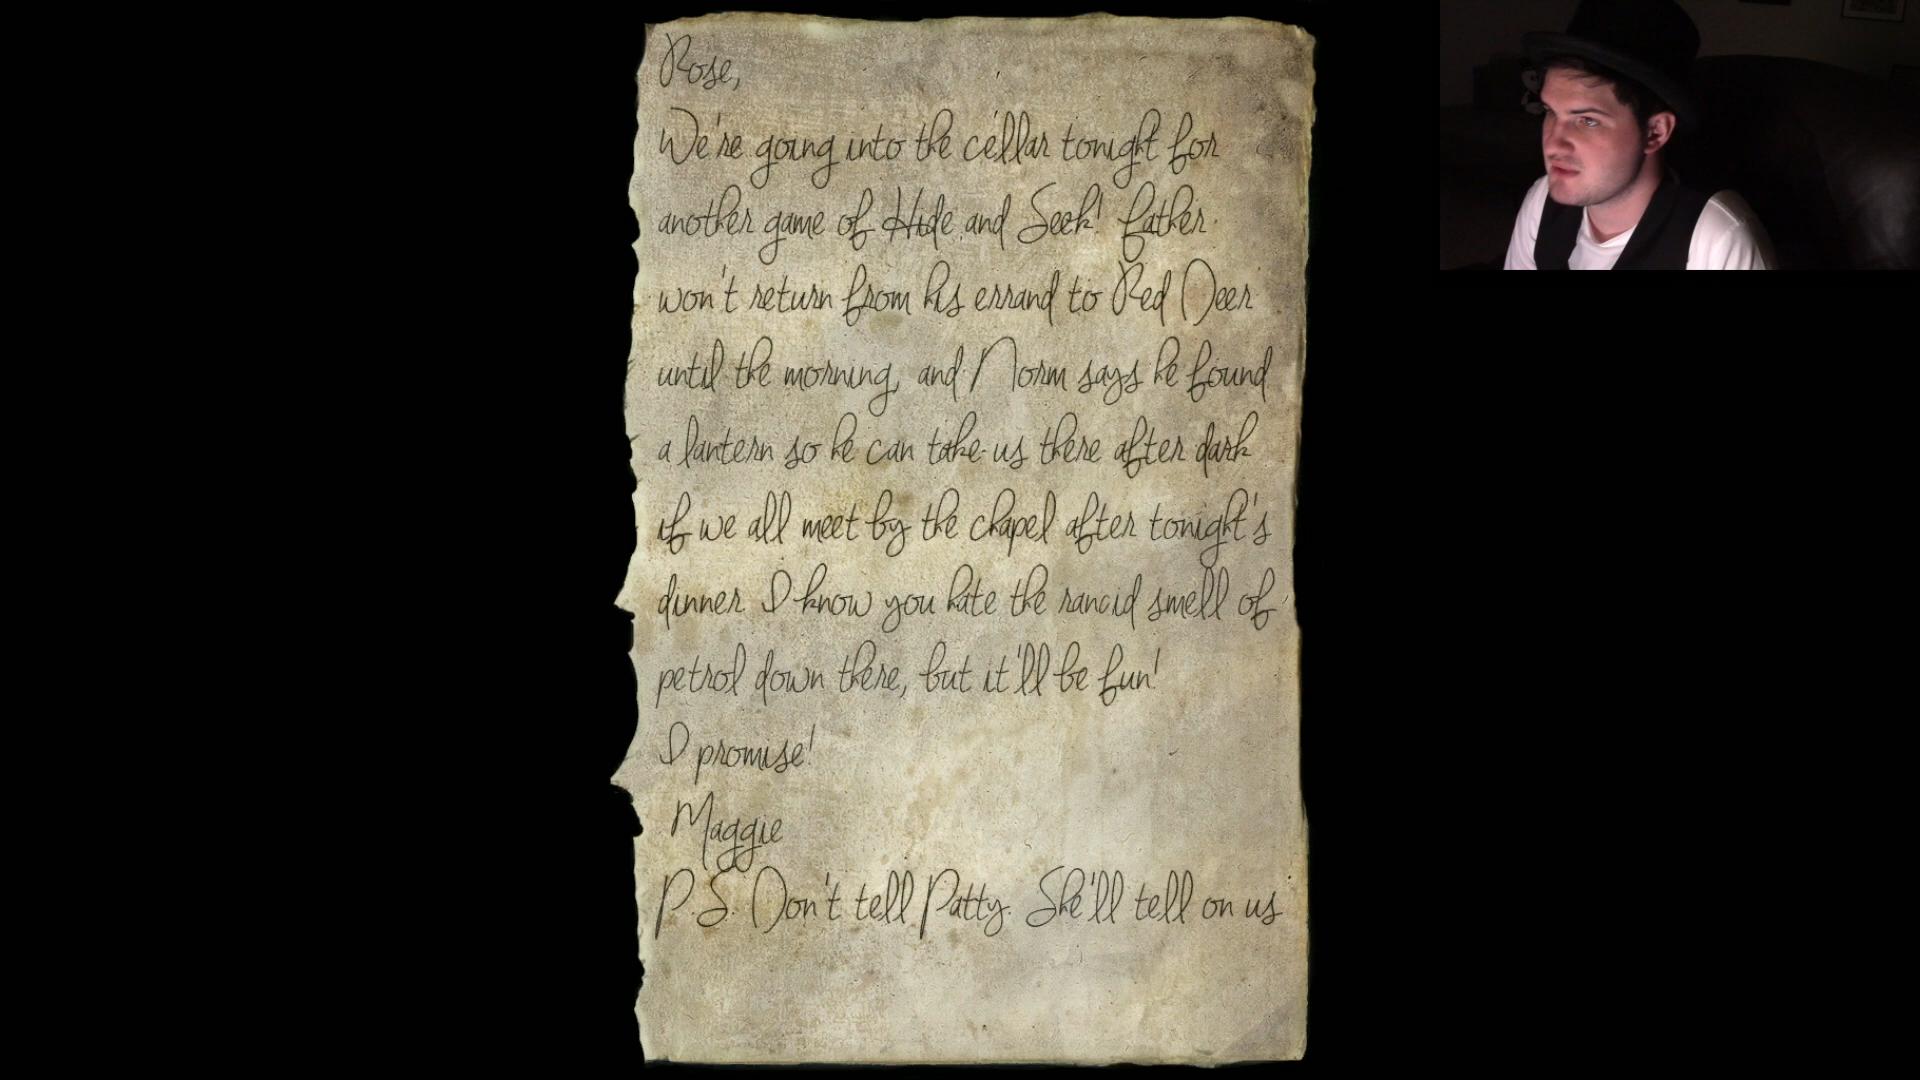 Rose,
We're going into the cellar tonight for
another game of Hide and Seek! Father
won't return from his errand to Red Deer
until the morning, and Norm says he found
a lantern so he can take us there after dark
if we all meet by the chapel after tonight's
dinner. I know you hate the rancid smell of
petrol down there, but it'll be fun!
I promise!
Maggie
P.S. Don't tell Patty. She'll tell on us